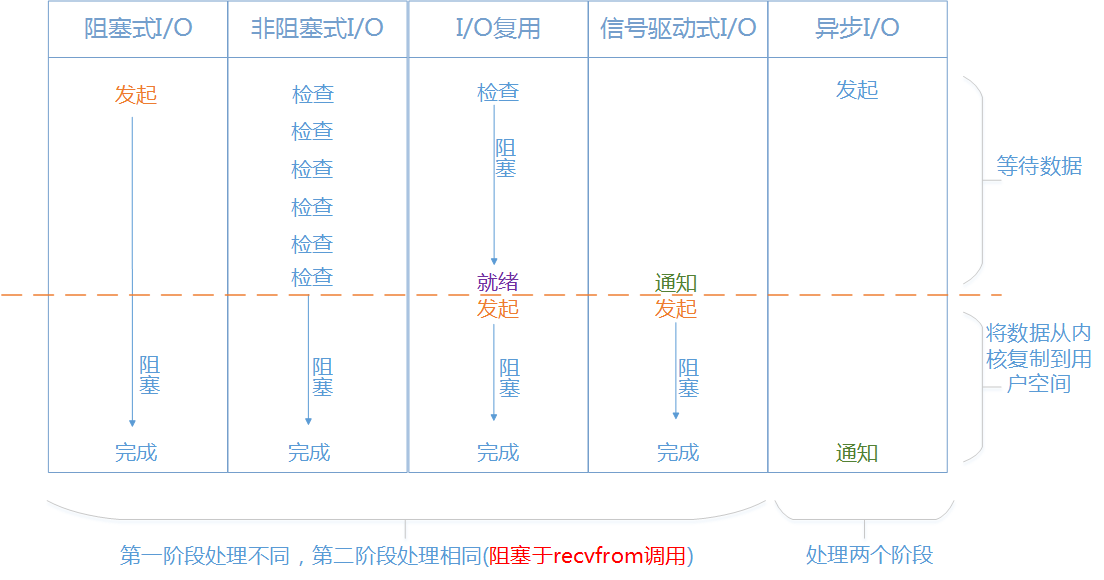 阻塞式I/O 非阻塞式I/O I/O复用 信号驱动式I/O 异步I/O
发起 检查 检查 发起
检查
阻塞
检查
等待数据
检查
检查
检查 就绪 通知
发起 发起
将数据从内
核复制到用
户空间
阻塞 阻塞 阻塞 阻塞
完成 完成 完成 完成 通知
第一阶段处理不同，第二阶段处理相同(阻塞于recvfrom调用) 处理两个阶段